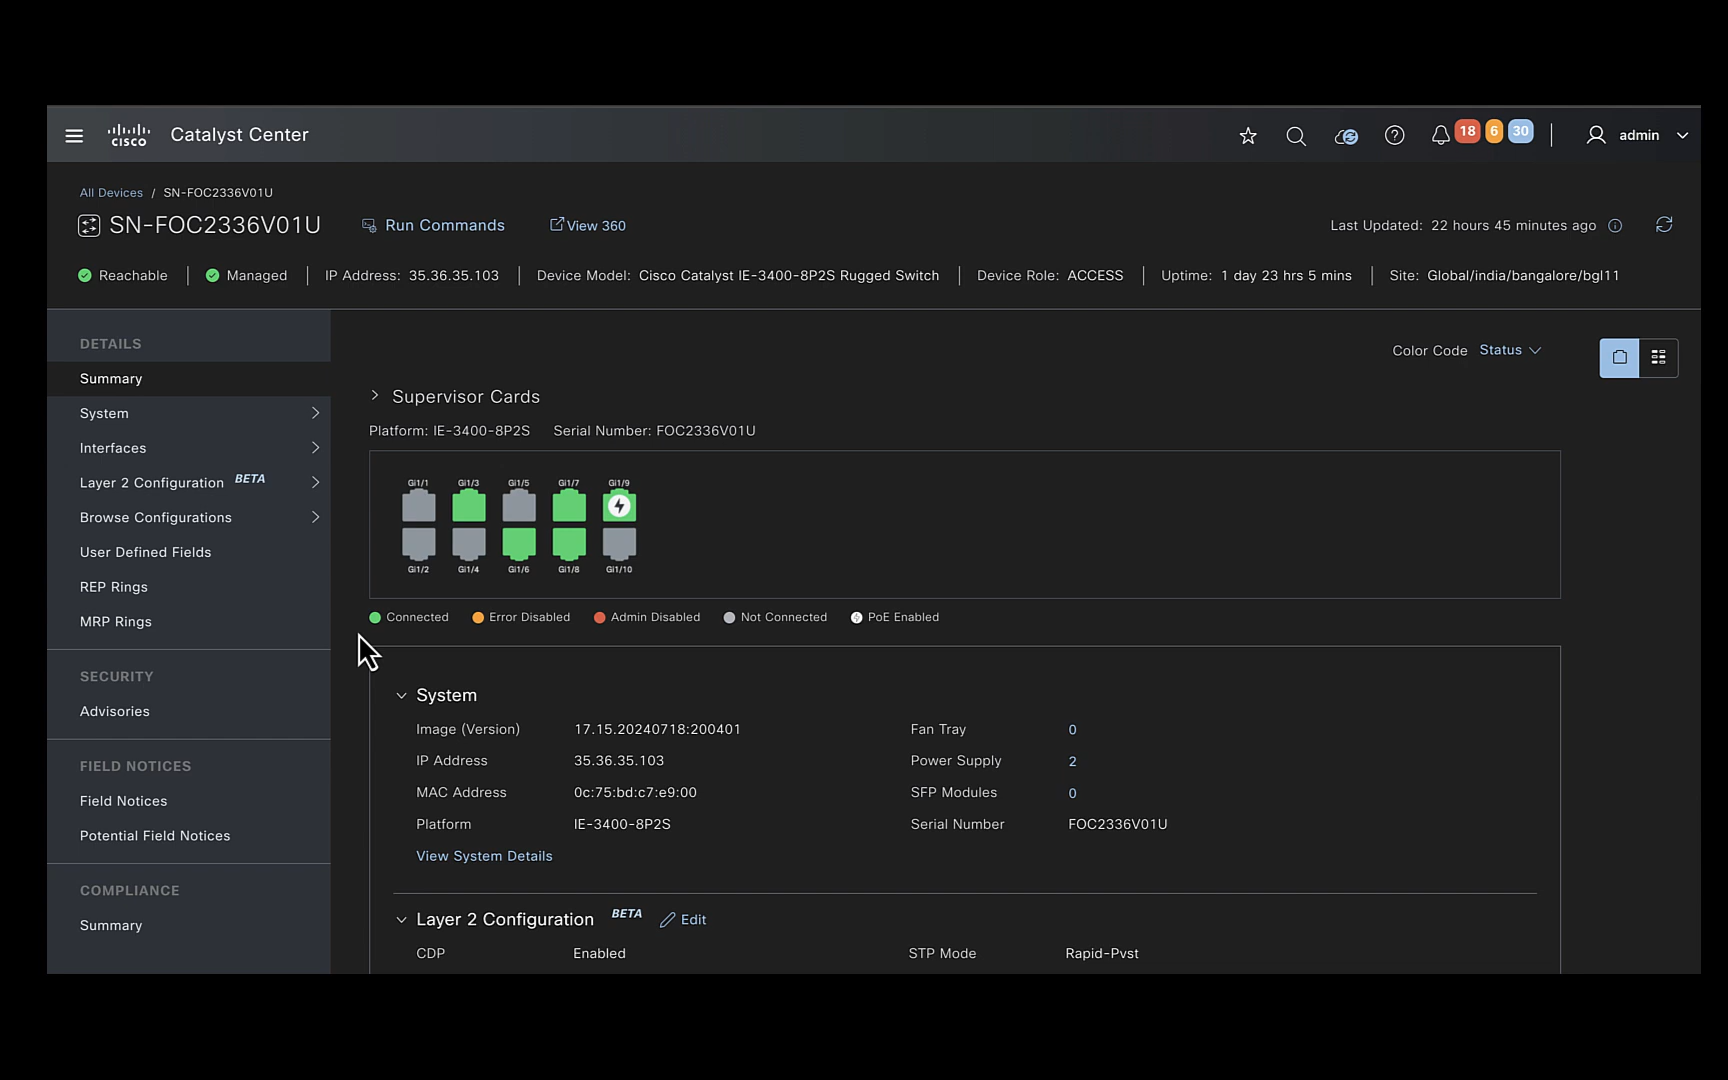 cisco Catalyst Center 18 6 30 admin
All Devices / SN-FOC2336V01U
SN-FOC2336V01U Run Commands View 360 Last Updated: 22 hours 45 minutes ago
Reachable Managed IP Address: 35.36.35.103 Device Model: Cisco Catalyst IE-3400-8P2S Rugged Switch Device Role: ACCESS Uptime: 1 day 23 hrs 5 mins Site: Global/india/bangalore/bgl11
DETAILS
Summary
System
Interfaces
Layer 2 Configuration BETA
Browse Configurations
User Defined Fields
REP Rings
MRP Rings
SECURITY
Advisories
FIELD NOTICES
Field Notices
Potential Field Notices
COMPLIANCE
Summary
Color Code Status
Supervisor Cards
Platform: IE-3400-8P2S Serial Number: FOC2336V01U
Gi1/1 Gi1/3 Gi1/5 Gi1/7 Gi1/9
Gi1/2 Gi1/4 Gi1/6 Gi1/8 Gi1/10
Connected Error Disabled Admin Disabled Not Connected PoE Enabled
System
Image (Version) 17.15.20240718:200401 Fan Tray 0
IP Address 35.36.35.103 Power Supply 2
MAC Address 0c:75:bd:c7:e9:00 SFP Modules 0
Platform IE-3400-8P2S Serial Number FOC2336V01U
View System Details
Layer 2 Configuration BETA Edit
CDP Enabled STP Mode Rapid-Pvst